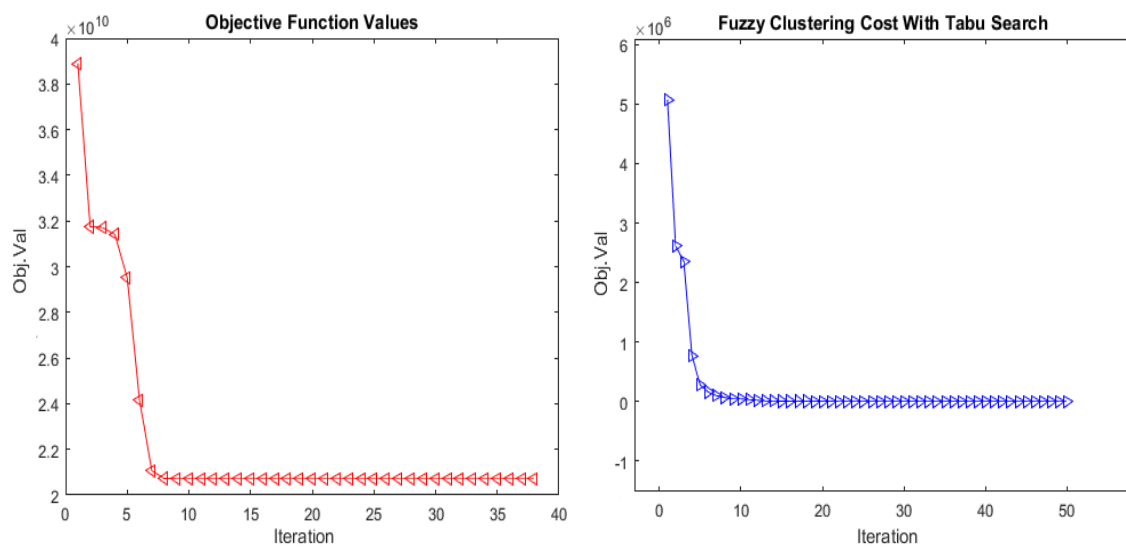 ×10^10
Objective Function Values
4
3.8
3.6
3.4
3.2
3
2.8
2.6
2.4
2.2
2
Obj.Val
0 5 10 15 20 25 30 35 40
Iteration
×10^6
Fuzzy Clustering Cost With Tabu Search
6
5
4
3
2
1
0
-1
Obj.Val
0 10 20 30 40 50
Iteration